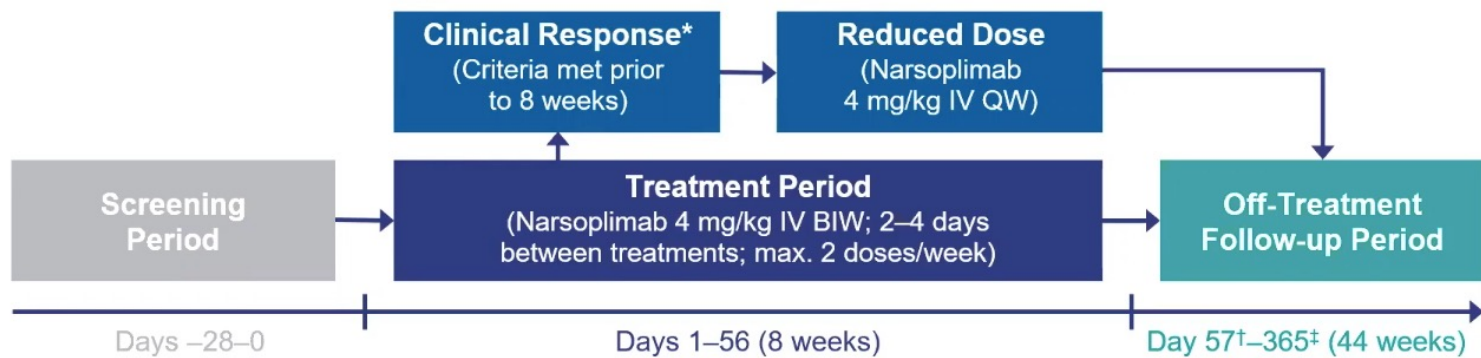 Clinical Response*
(Criteria met prior
to 8 weeks)
Reduced Dose
(Narsoplimab
4 mg/kg IV QW)
Screening
Period
Treatment Period
(Narsoplimab 4 mg/kg IV BIW; 2–4 days
between treatments; max. 2 doses/week)
Off-Treatment
Follow-up Period
Days –28–0
Days 1–56 (8 weeks)
Day 57†–365‡ (44 weeks)